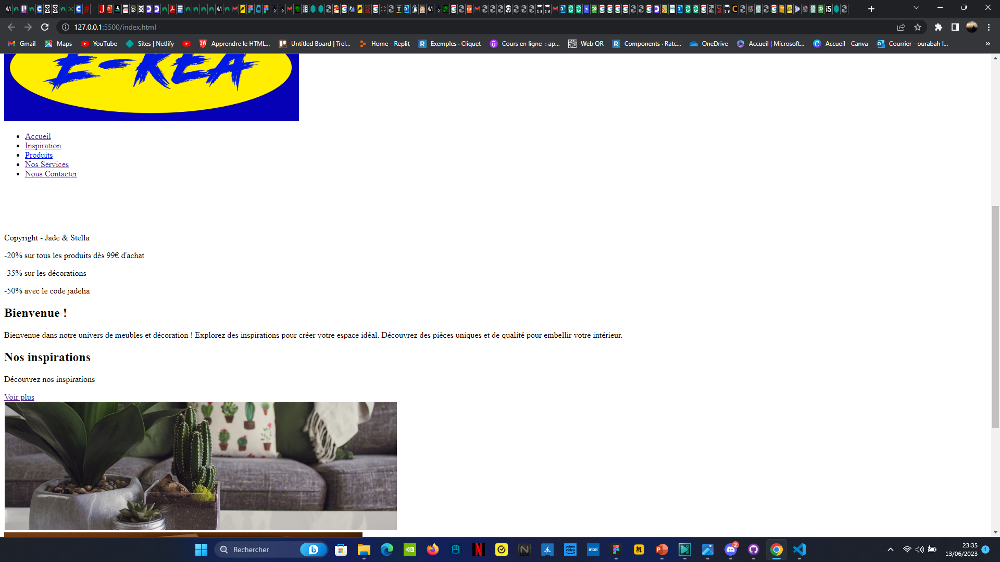 127.0.0.1:5500/index.html
Gmail
Maps
YouTube
Sites | Netlify
Apprendre le HTML...
Untitled Board | Trel...
Home - Replit
Exemples · Cliquet
Cours en ligne : ap...
Web QR
Components · Ratc...
OneDrive
Accueil | Microsoft...
Accueil - Canva
Courrier - ourabah l...
»
E-KEA
Accueil
Inspiration
Produits
Nos Services
Nous Contacter
Copyright - Jade & Stella
-20% sur tous les produits dès 99€ d'achat
-35% sur les décorations
-50% avec le code jadelia
Bienvenue !
Bienvenue dans notre univers de meubles et décoration ! Explorez des inspirations pour créer votre espace idéal. Découvrez des pièces uniques et de qualité pour embellir votre intérieur.
Nos inspirations
Découvrez nos inspirations
Voir plus
Rechercher
prime video
intel
2
23:35
13/06/2023
1